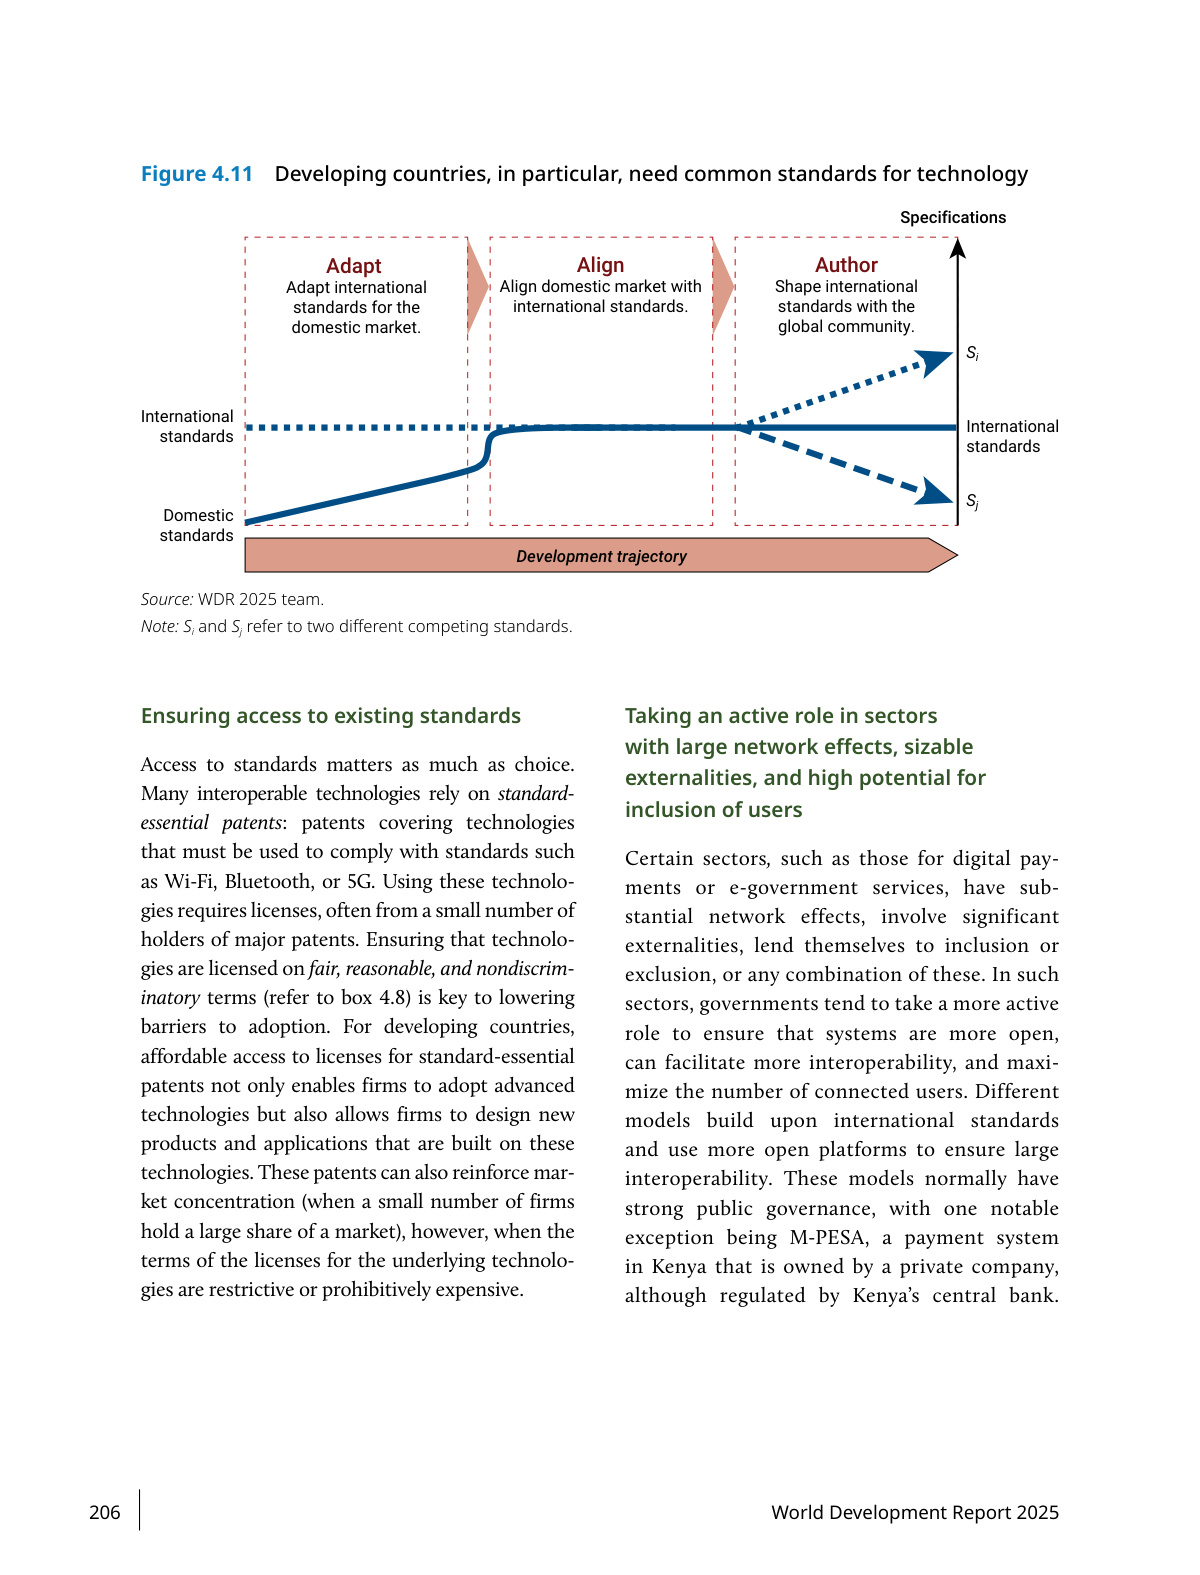 Figure 4.11 Developing countries, in particular, need common standards for technology
Specifications
Adapt
Adapt international
standards for the
domestic market.
Align
Align domestic market with
international standards.
Author
Shape international
standards with the
global community.
Si
International
standards
International
standards
Sj
Domestic
standards
Development trajectory
Source: WDR 2025 team.
Note: Si and Sj refer to two different competing standards.
Ensuring access to existing standards
Access to standards matters as much as choice.
Many interoperable technologies rely on standard-
essential patents: patents covering technologies
that must be used to comply with standards such
as Wi-Fi, Bluetooth, or 5G. Using these technolo-
gies requires licenses, often from a small number of
holders of major patents. Ensuring that technolo-
gies are licensed on fair, reasonable, and nondiscrim-
inatory terms (refer to box 4.8) is key to lowering
barriers to adoption. For developing countries,
affordable access to licenses for standard-essential
patents not only enables firms to adopt advanced
technologies but also allows firms to design new
products and applications that are built on these
technologies. These patents can also reinforce mar-
ket concentration (when a small number of firms
hold a large share of a market), however, when the
terms of the licenses for the underlying technolo-
gies are restrictive or prohibitively expensive.
Taking an active role in sectors
with large network effects, sizable
externalities, and high potential for
inclusion of users
Certain sectors, such as those for digital pay-
ments or e-government services, have sub-
stantial network effects, involve significant
externalities, lend themselves to inclusion or
exclusion, or any combination of these. In such
sectors, governments tend to take a more active
role to ensure that systems are more open,
can facilitate more interoperability, and maxi-
mize the number of connected users. Different
models build upon international standards
and use more open platforms to ensure large
interoperability. These models normally have
strong public governance, with one notable
exception being M-PESA, a payment system
in Kenya that is owned by a private company,
although regulated by Kenya’s central bank.
206
World Development Report 2025